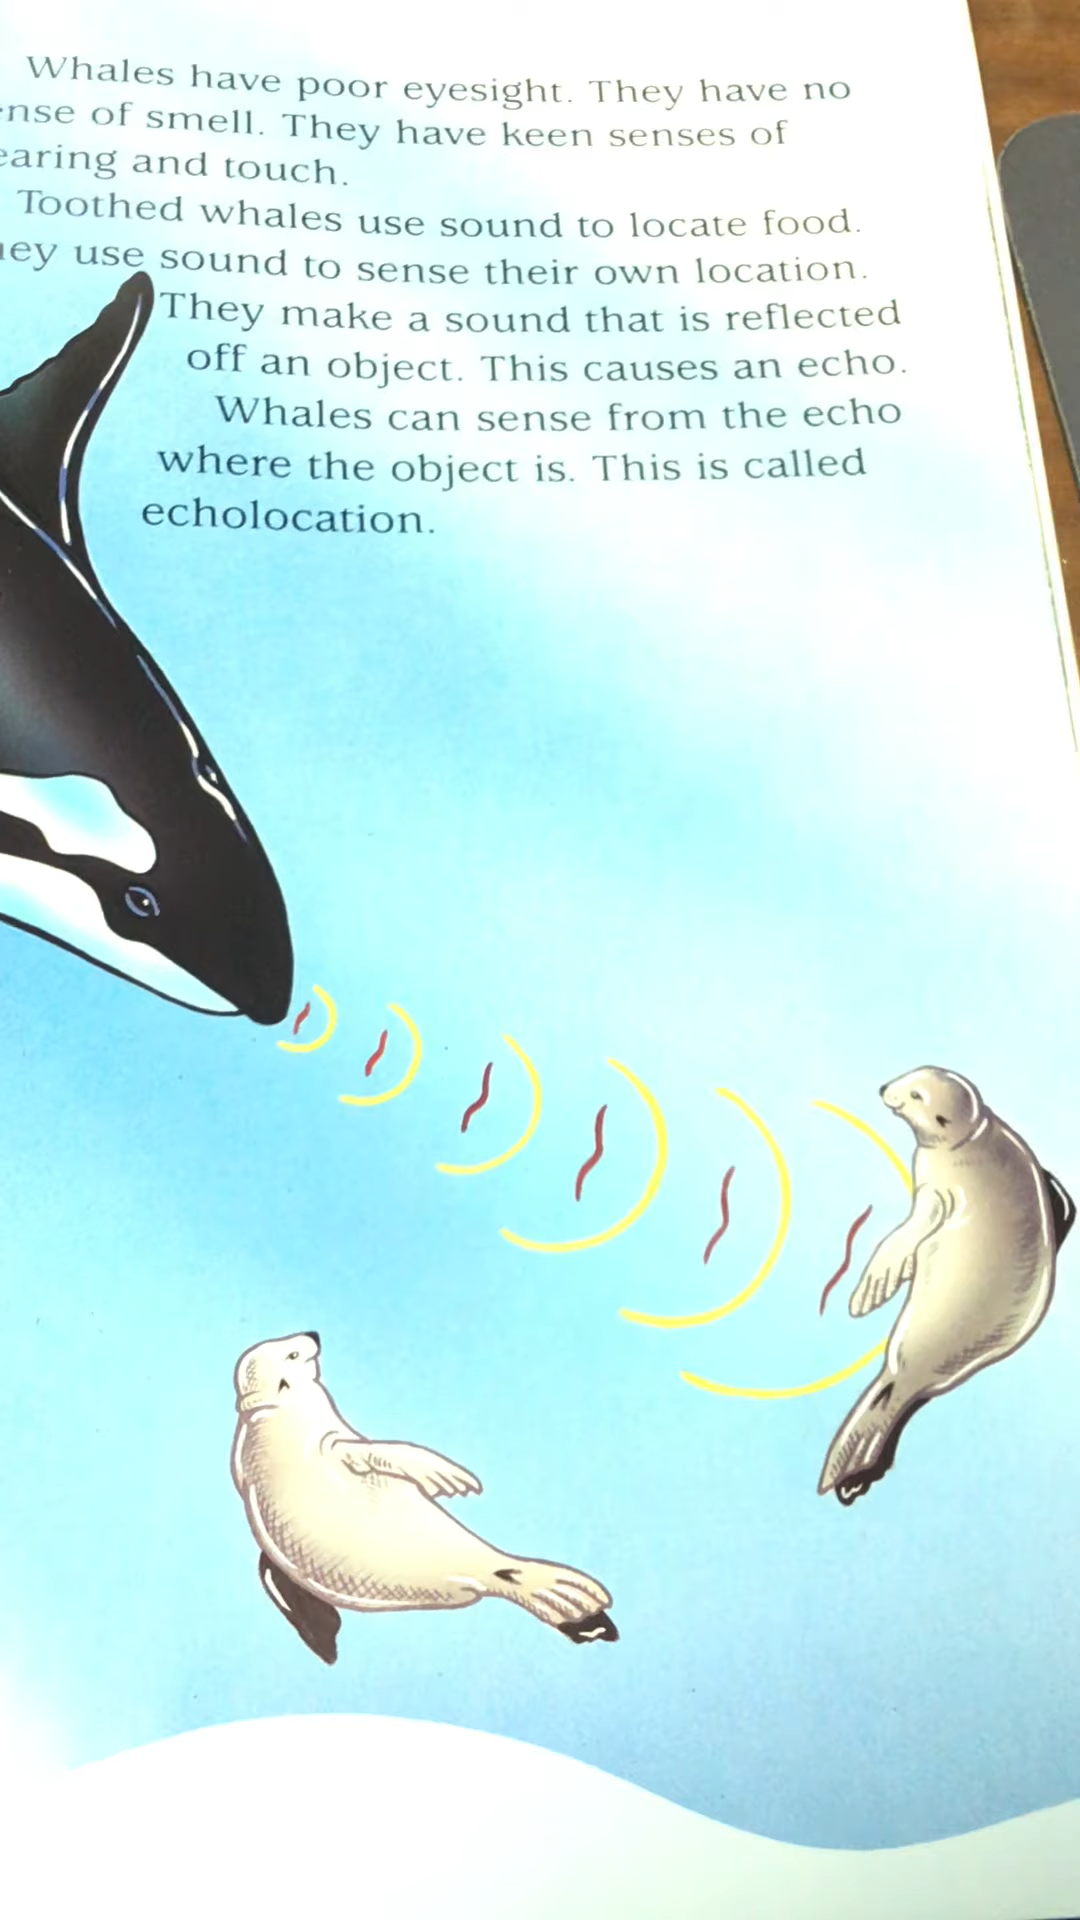 Whales have poor eyesight. They have no
nse of smell. They have keen senses of
earing and touch.
Toothed whales use sound to locate food.
hey use sound to sense their own location.
They make a sound that is reflected
off an object. This causes an echo.
Whales can sense from the echo
where the object is. This is called
echolocation.